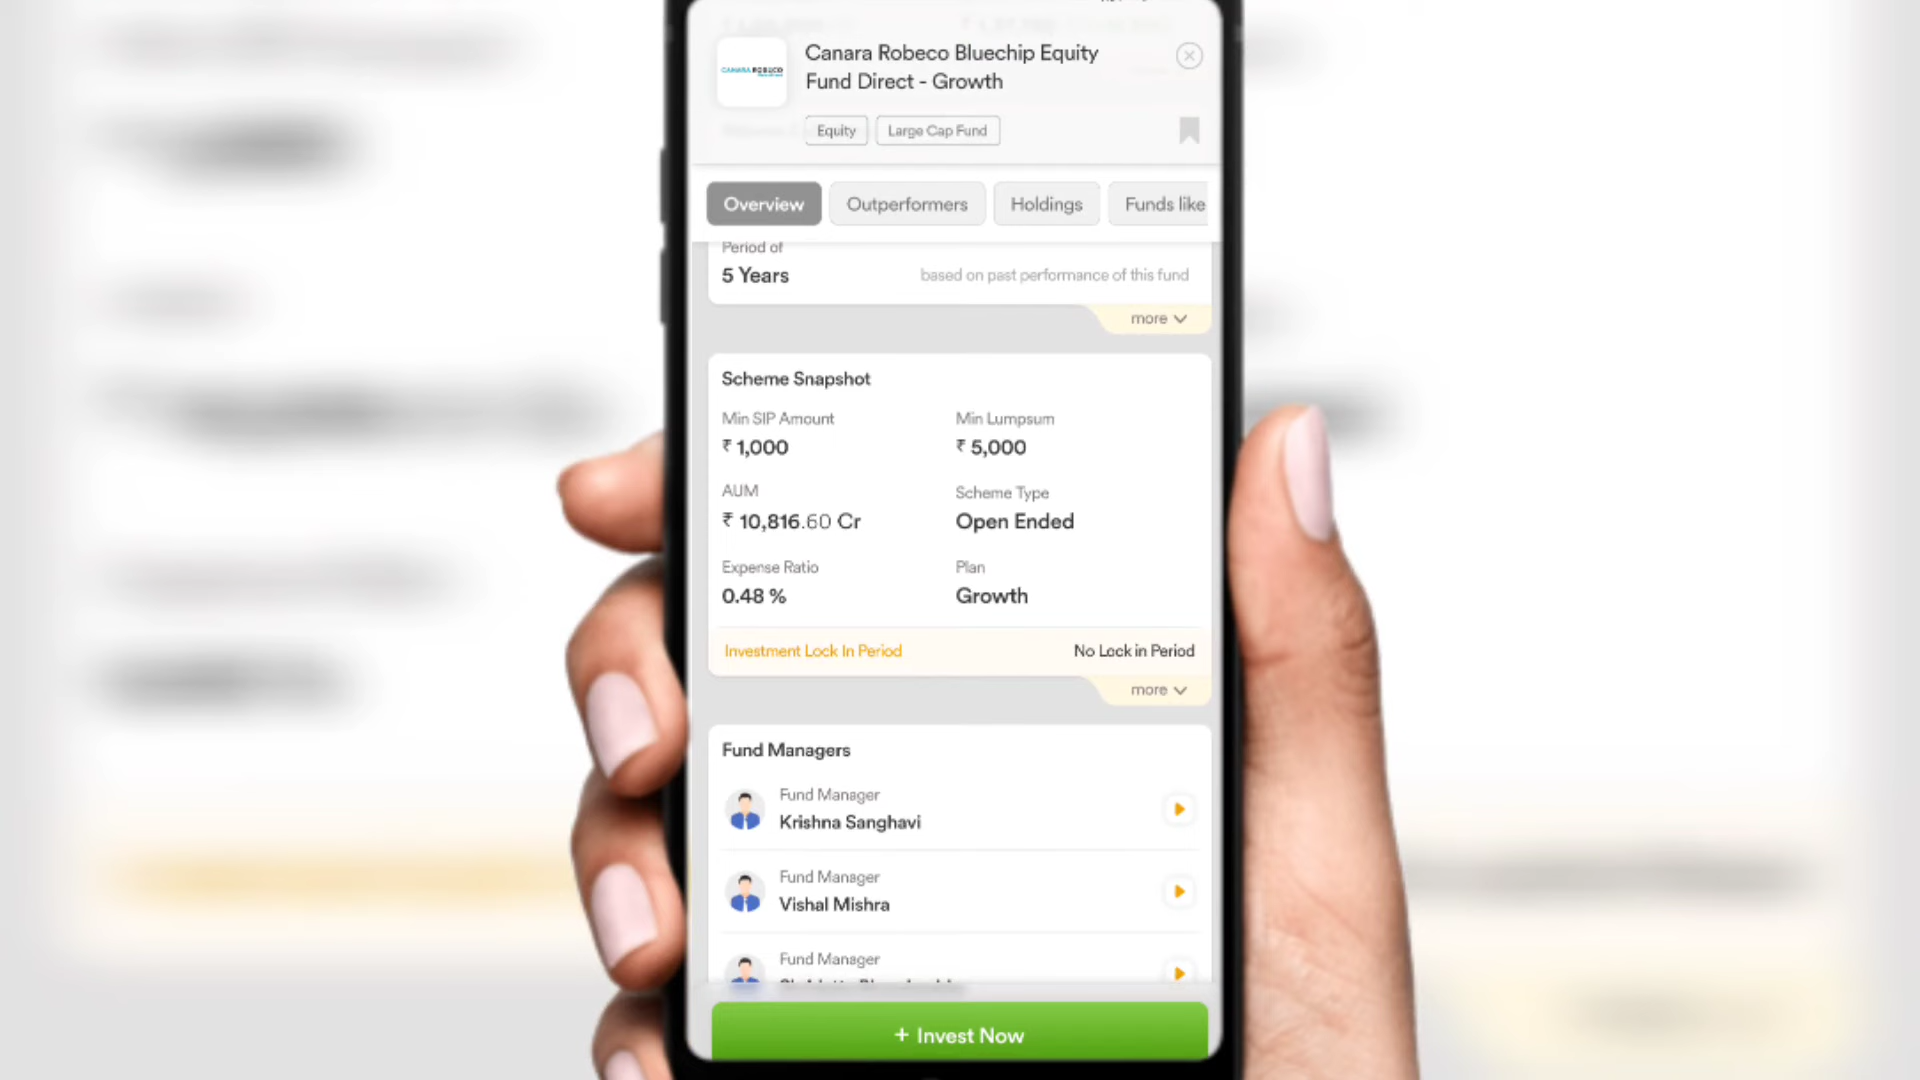 CANARA ROBECO
Canara Robeco Bluechip Equity
Fund Direct - Growth
Equity
Large Cap Fund
Overview
Outperformers
Holdings
Funds like
Period of
5 Years
based on past performance of this fund
more
Scheme Snapshot
Min SIP Amount
Min Lumpsum
₹ 1,000
₹ 5,000
AUM
Scheme Type
₹ 10,816.60 Cr
Open Ended
Expense Ratio
Plan
0.48 %
Growth
Investment Lock In Period
No Lock in Period
more
Fund Managers
Fund Manager
Krishna Sanghavi
Fund Manager
Vishal Mishra
Fund Manager
+ Invest Now